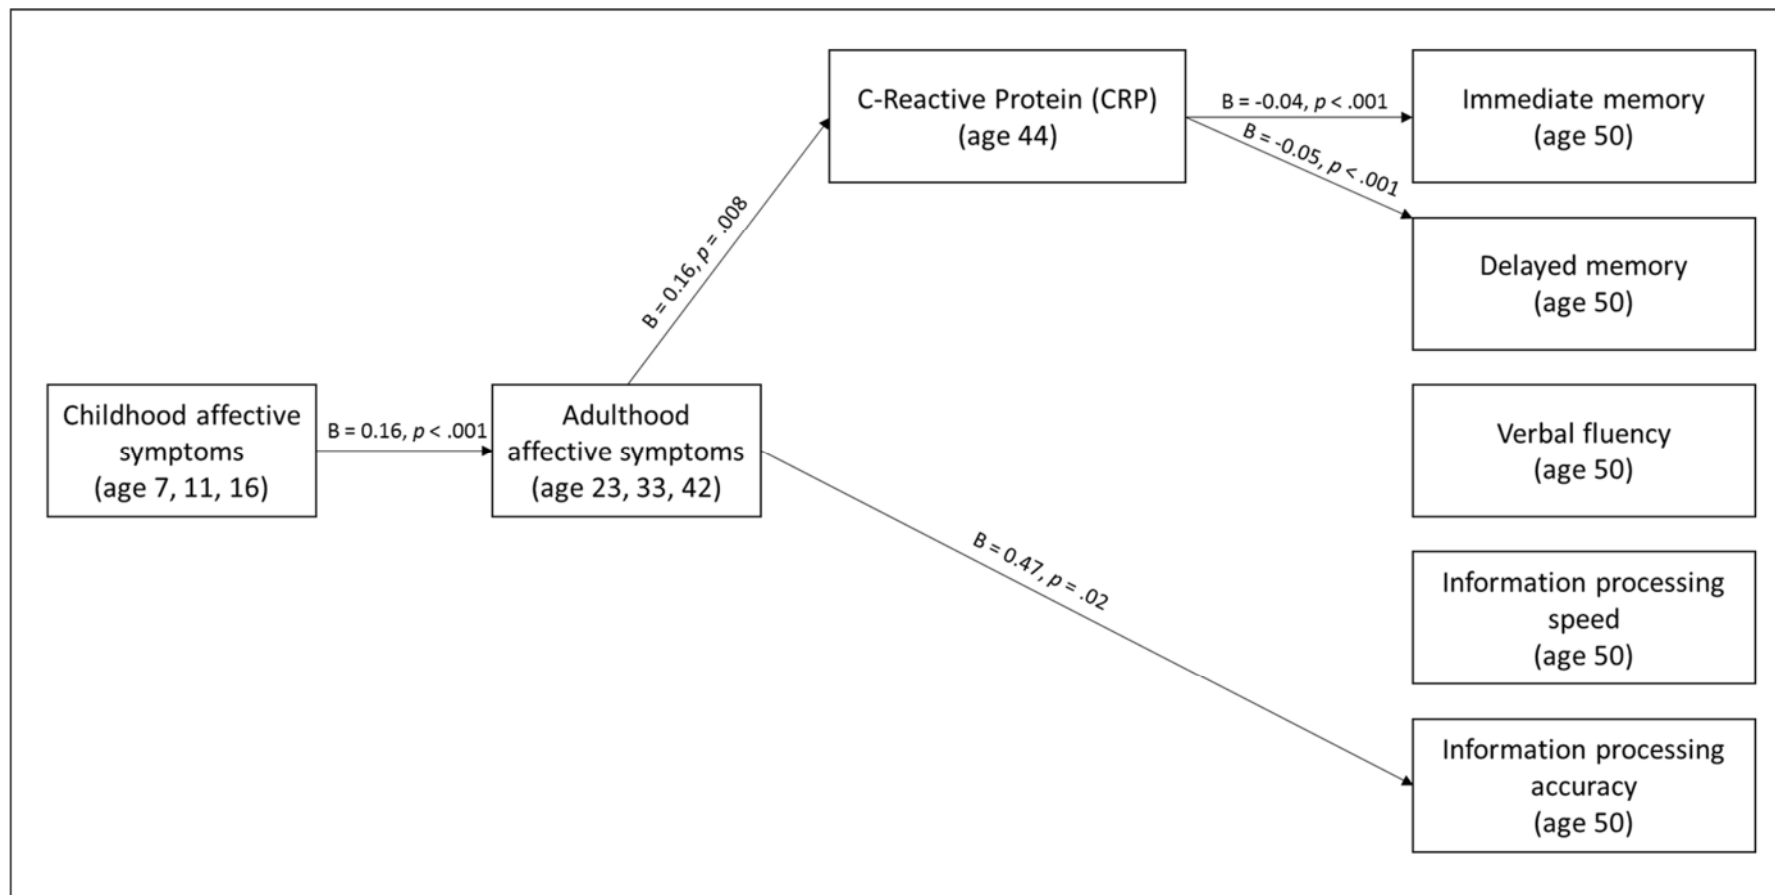 C-Reactive Protein (CRP)
(age 44)
B = -0.04, p < .001
Immediate memory
(age 50)
B = -0.05, p < .001
Delayed memory
(age 50)
B = 0.16, p = .008
Childhood affective
symptoms
(age 7, 11, 16)
B = 0.16, p < .001
Adulthood
affective symptoms
(age 23, 33, 42)
Verbal fluency
(age 50)
B = 0.47, p = .02
Information processing
speed
(age 50)
Information processing
accuracy
(age 50)